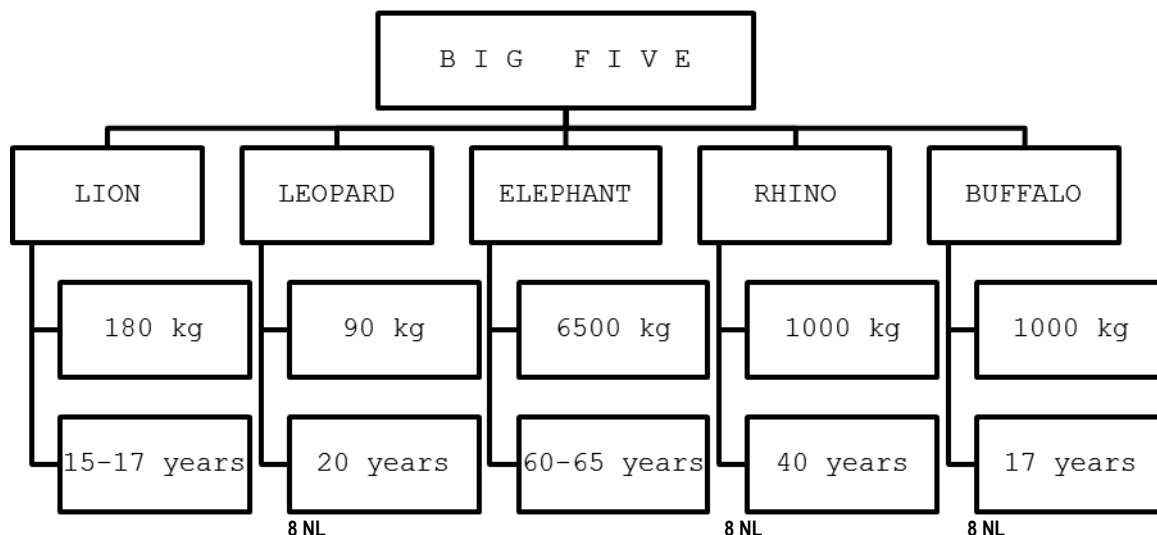 B I G  F I V E
LION LEOPARD ELEPHANT RHINO BUFFALO
180 kg 90 kg 6500 kg 1000 kg 1000 kg
15-17 years 20 years 60-65 years 40 years 17 years
8 NL 8 NL 8 NL